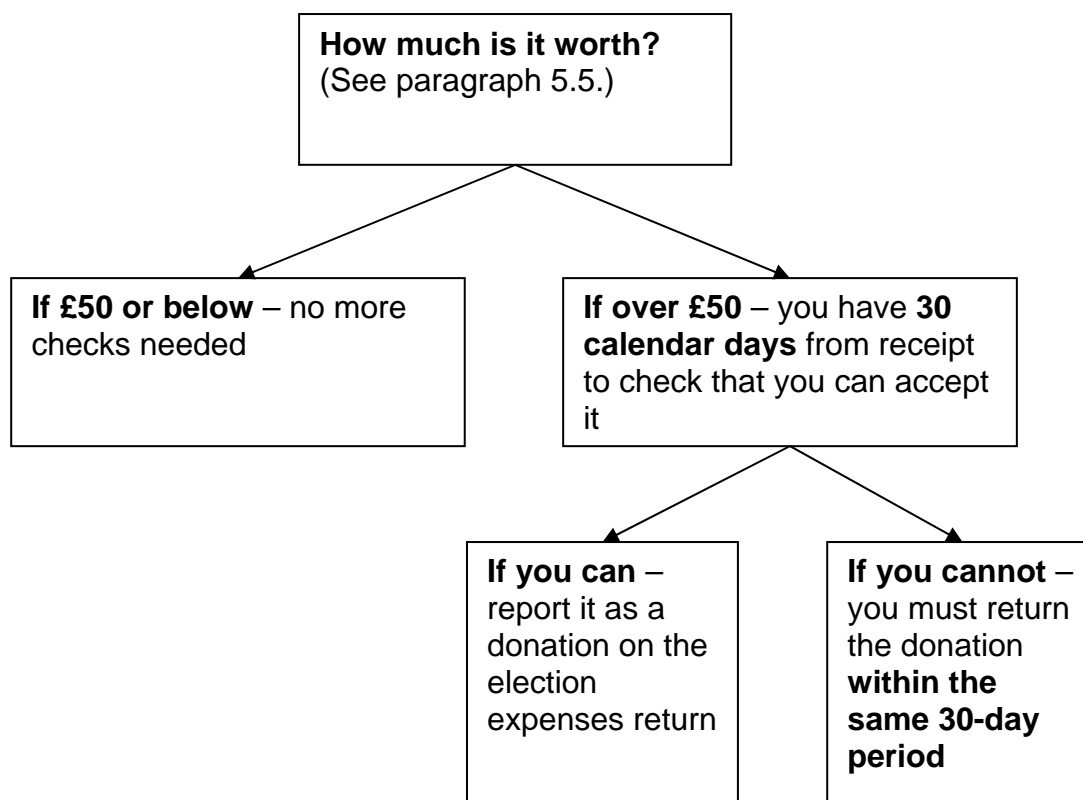 How much is it worth?
(See paragraph 5.5.)
If £50 or below – no more
checks needed
If over £50 – you have 30
calendar days from receipt
to check that you can accept
it
If you can –
report it as a
donation on the
election
expenses return
If you cannot –
you must return
the donation
within the
same 30-day
period